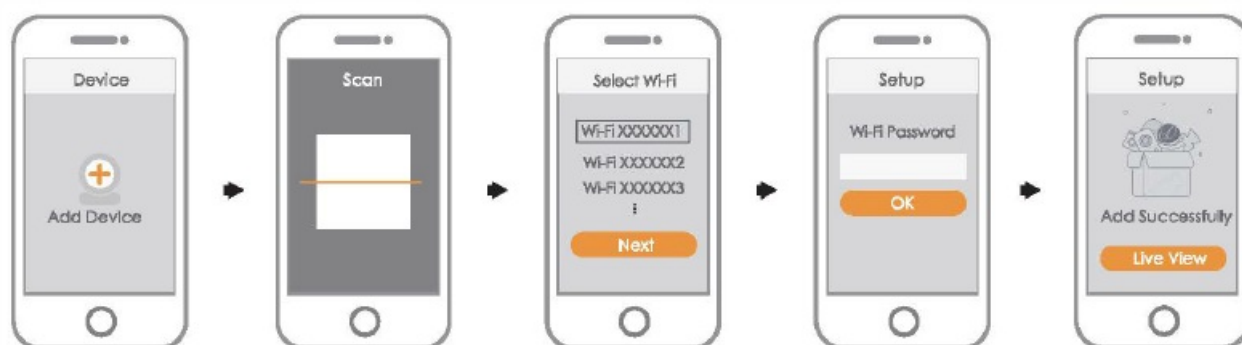 Device
Add Device
Scan
Select Wi-Fi
Wi-Fi XXXXXX1
Wi-Fi XXXXXX2
Wi-Fi XXXXXX3
Next
Setup
Wi-Fi Password
OK
Setup
Add Successfully
Live View